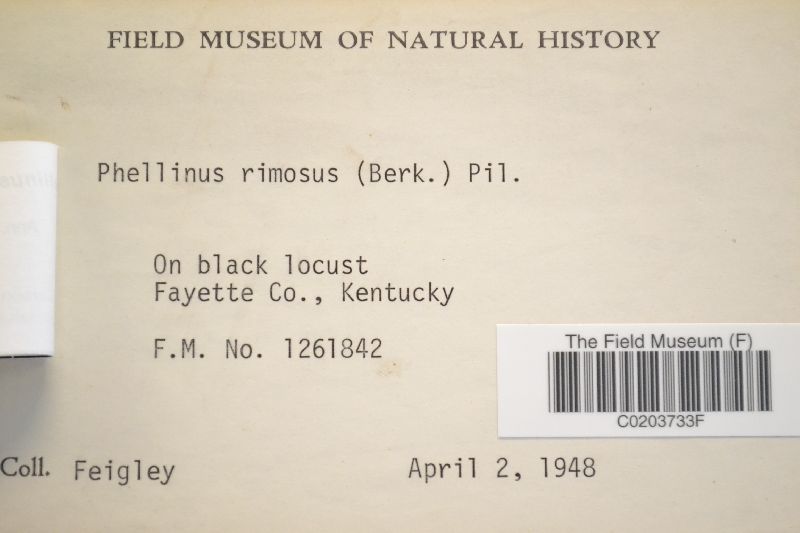 FIELD MUSEUM OF NATURAL HISTORY
Phellinus rimosus (Berk.) Pil.
On black locust
Fayette Co., Kentucky
F.M. No. 1261842
The Field Museum (F)
C0203733F
Coll. Feigley April 2, 1948